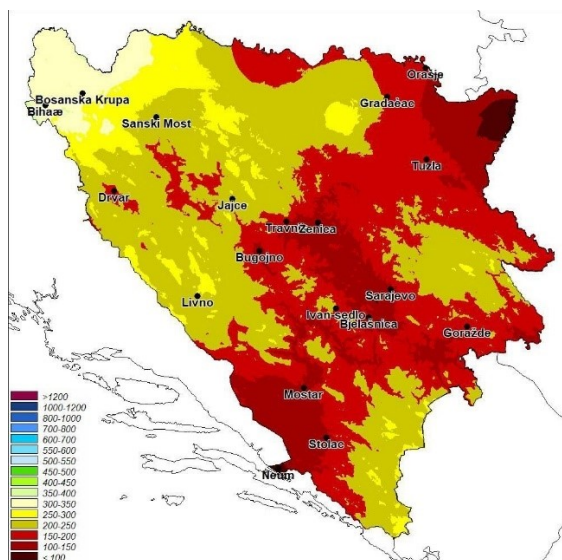 Orašje
Bosanska Krupa
Bihaæ
Gradaèac
Sanski Most
Tuzla
Drvar
Jajce
Travnik
Zenica
Bugojno
Livno
Sarajevo
Ivan-sedlo
Bjelašnica
Goražde
Mostar
Stolac
Neum
>1200
1000-1200
800-1000
700-800
600-700
550-600
500-550
450-500
400-450
350-400
300-350
250-300
200-250
150-200
100-150
< 100